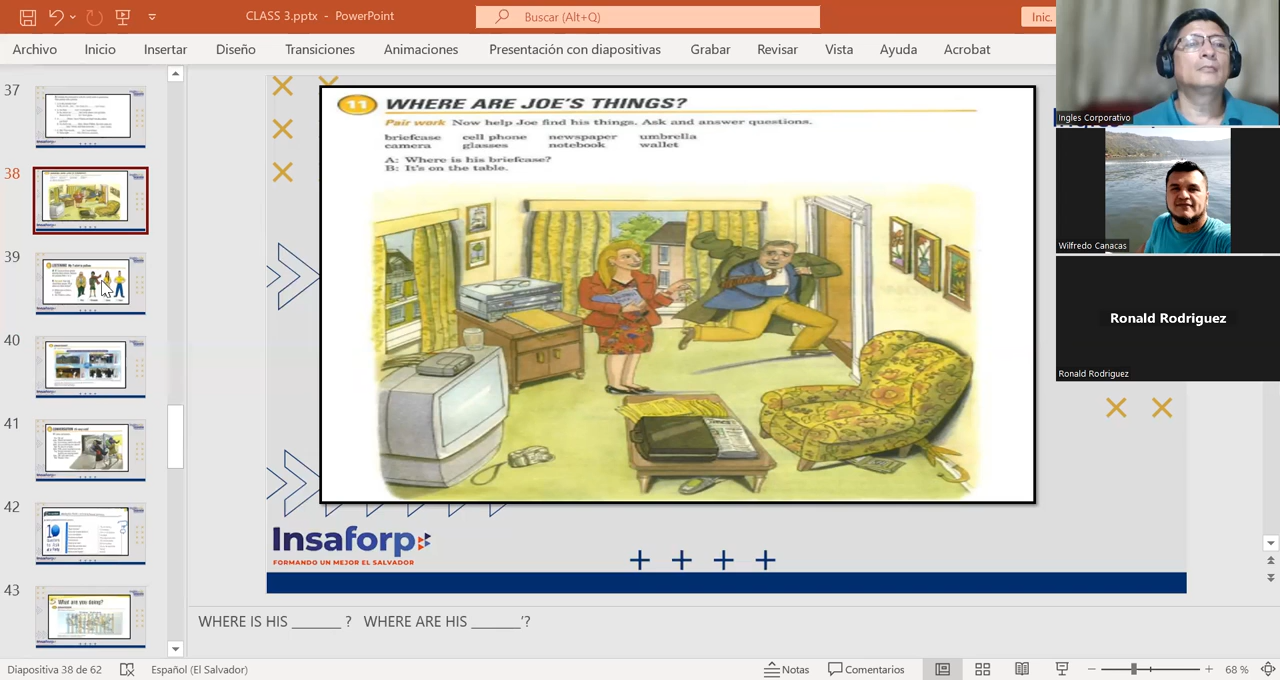 CLASS 3.pptx - PowerPoint
Buscar (Alt+Q)
Inic.
Archivo Inicio Insertar Diseño Transiciones Animaciones Presentación con diapositivas Grabar Revisar Vista Ayuda Acrobat
37
38
39
40
41
42
43
What are you doing?
11 WHERE ARE JOE'S THINGS?
Pair work Now help Joe find his things. Ask and answer questions.
briefcase cell phone newspaper umbrella
camera glasses notebook wallet
A: Where is his briefcase?
B: It's on the table.
Insaforp
FORMANDO UN MEJOR EL SALVADOR
Ingles Corporativo
Wilfredo Canacas
Ronald Rodriguez
Ronald Rodriguez
WHERE IS HIS _______ ? WHERE ARE HIS _______'?
Diapositiva 38 de 62 Español (El Salvador) Notas Comentarios 68 %